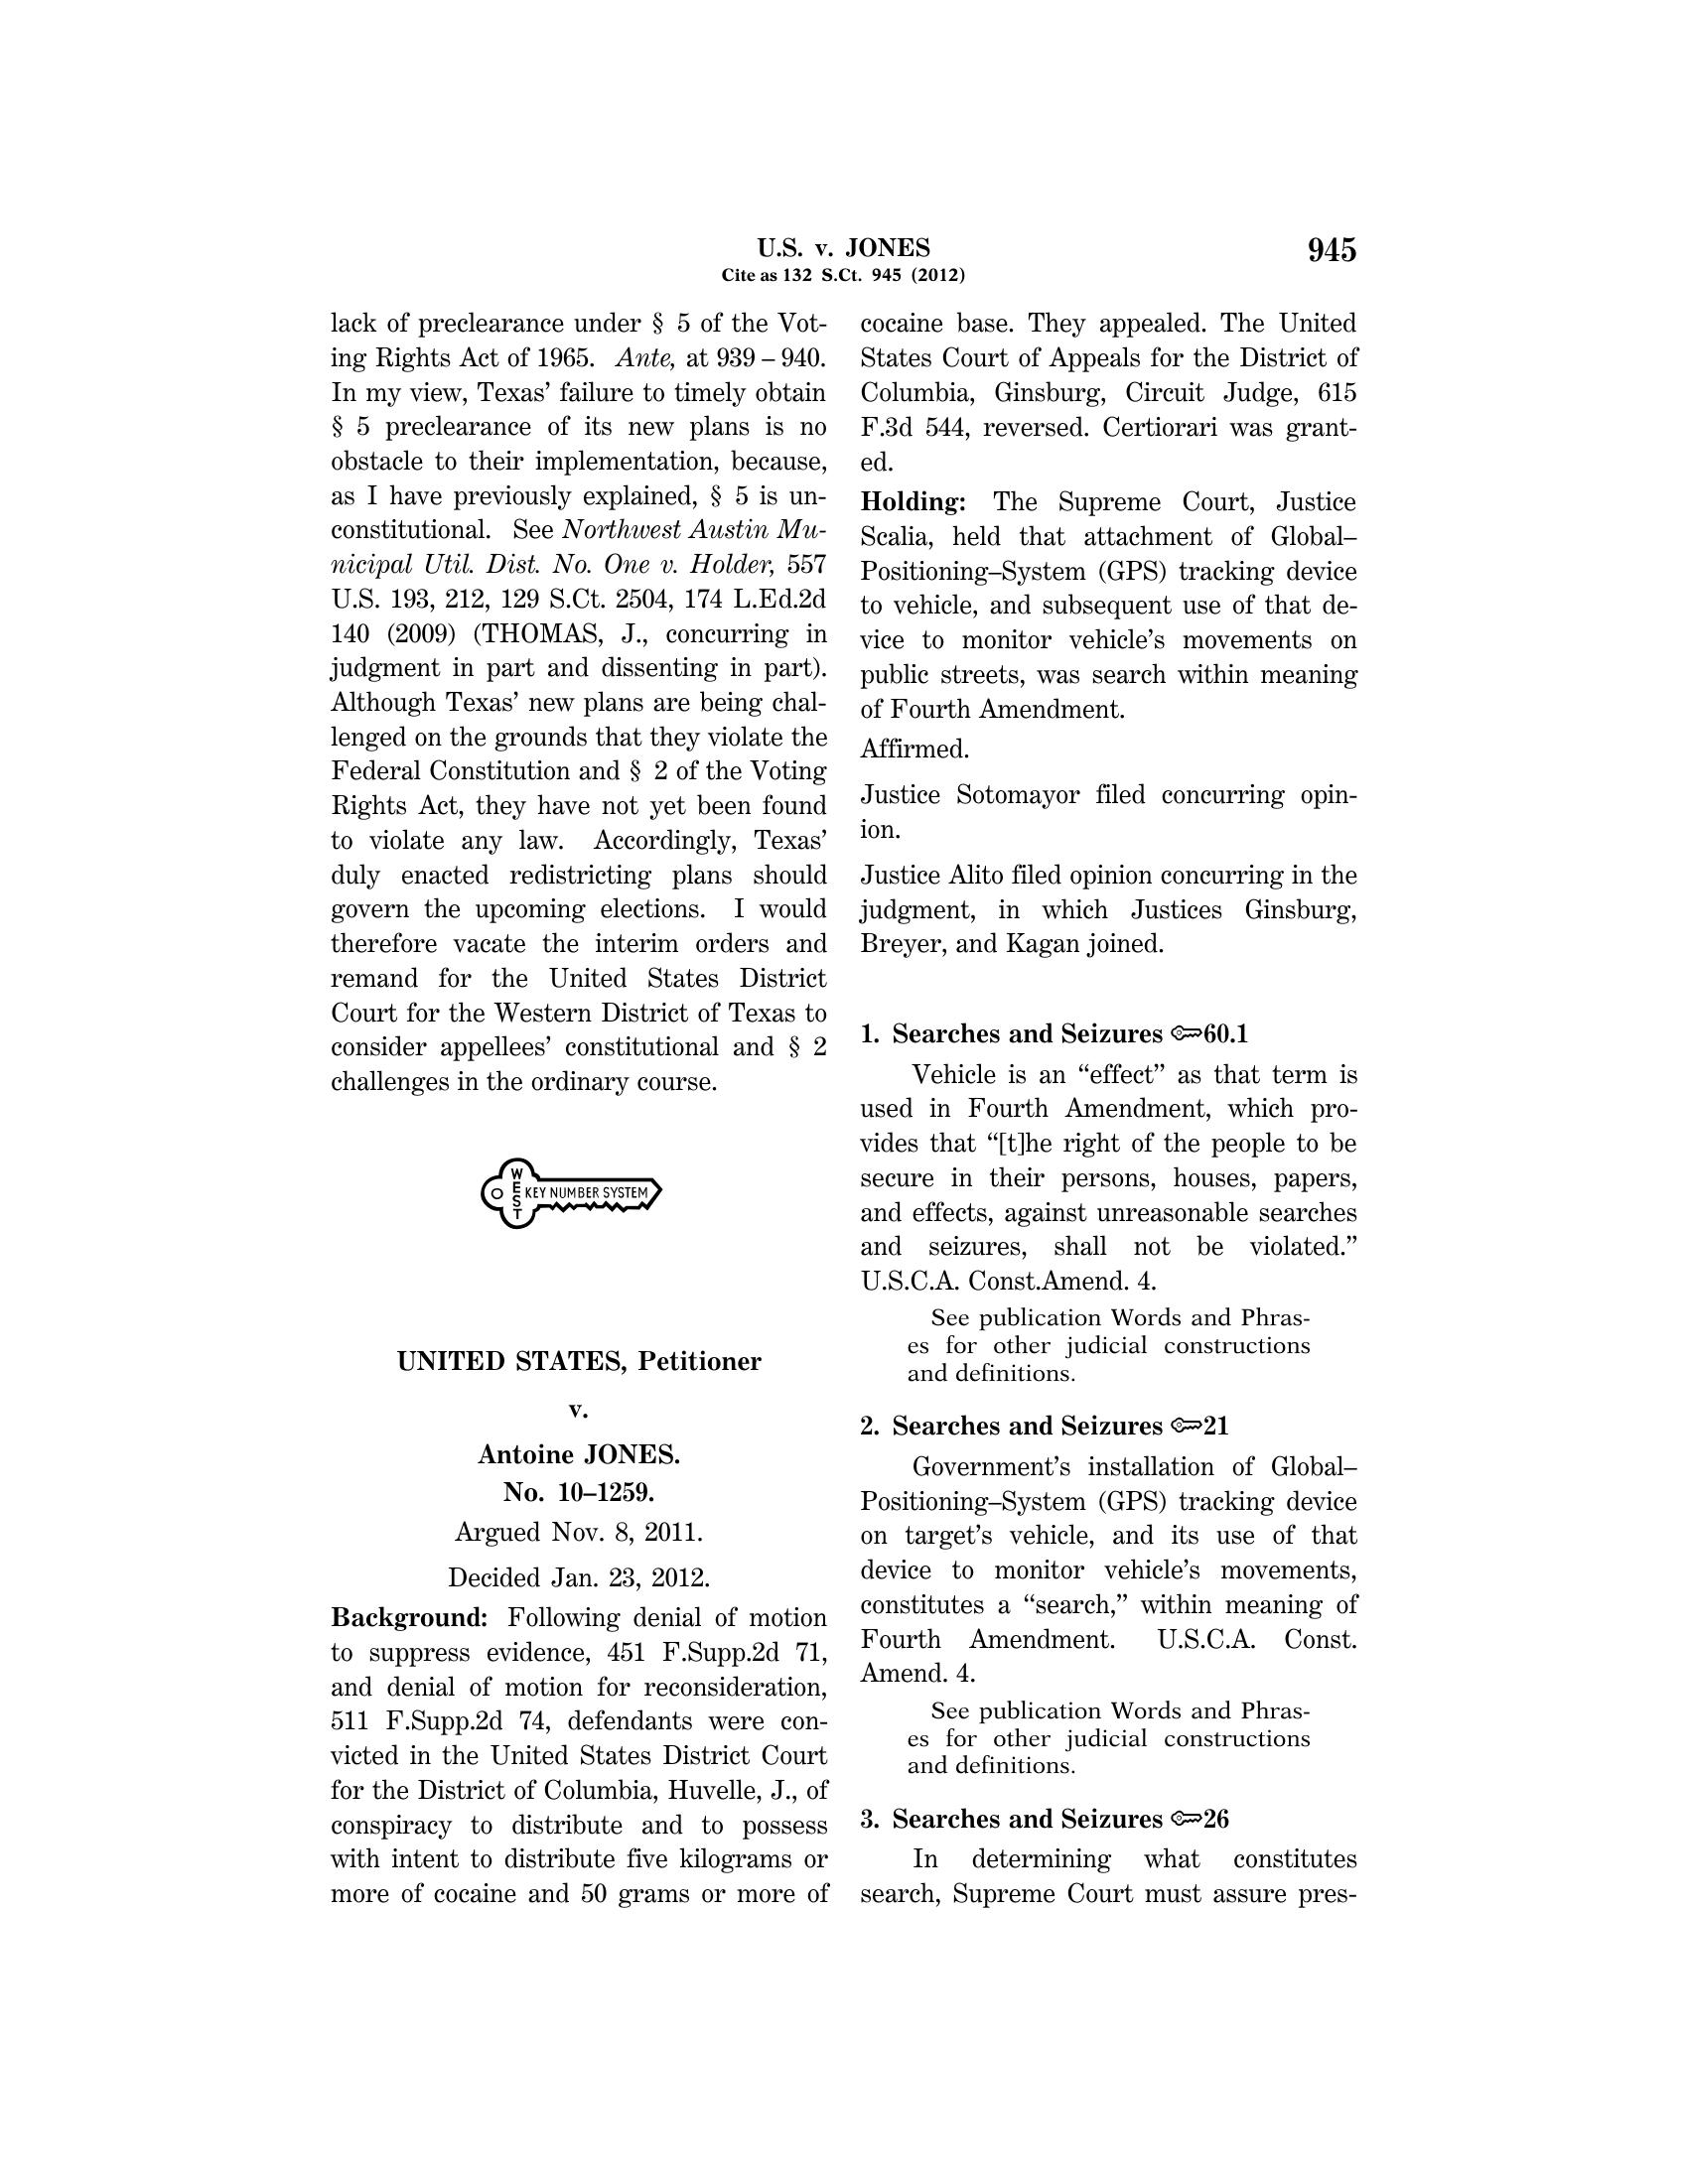 U.S. v. JONES
Cite as 132 S.Ct. 945 (2012)
945
lack of preclearance under § 5 of the Vot-
ing Rights Act of 1965. Ante, at 939 – 940.
In my view, Texas’ failure to timely obtain
§ 5 preclearance of its new plans is no
obstacle to their implementation, because,
as I have previously explained, § 5 is un-
constitutional. See Northwest Austin Mu-
nicipal Util. Dist. No. One v. Holder, 557
U.S. 193, 212, 129 S.Ct. 2504, 174 L.Ed.2d
140 (2009) (THOMAS, J., concurring in
judgment in part and dissenting in part).
Although Texas’ new plans are being chal-
lenged on the grounds that they violate the
Federal Constitution and § 2 of the Voting
Rights Act, they have not yet been found
to violate any law. Accordingly, Texas’
duly enacted redistricting plans should
govern the upcoming elections. I would
therefore vacate the interim orders and
remand for the United States District
Court for the Western District of Texas to
consider appellees’ constitutional and § 2
challenges in the ordinary course.
WEST KEY NUMBER SYSTEM
UNITED STATES, Petitioner
v.
Antoine JONES.
No. 10–1259.
Argued Nov. 8, 2011.
Decided Jan. 23, 2012.
Background: Following denial of motion
to suppress evidence, 451 F.Supp.2d 71,
and denial of motion for reconsideration,
511 F.Supp.2d 74, defendants were con-
victed in the United States District Court
for the District of Columbia, Huvelle, J., of
conspiracy to distribute and to possess
with intent to distribute five kilograms or
more of cocaine and 50 grams or more of
cocaine base. They appealed. The United
States Court of Appeals for the District of
Columbia, Ginsburg, Circuit Judge, 615
F.3d 544, reversed. Certiorari was grant-
ed.
Holding: The Supreme Court, Justice
Scalia, held that attachment of Global–
Positioning–System (GPS) tracking device
to vehicle, and subsequent use of that de-
vice to monitor vehicle’s movements on
public streets, was search within meaning
of Fourth Amendment.
Affirmed.
Justice Sotomayor filed concurring opin-
ion.
Justice Alito filed opinion concurring in the
judgment, in which Justices Ginsburg,
Breyer, and Kagan joined.
1. Searches and Seizures 60.1
Vehicle is an “effect” as that term is
used in Fourth Amendment, which pro-
vides that “[t]he right of the people to be
secure in their persons, houses, papers,
and effects, against unreasonable searches
and seizures, shall not be violated.”
U.S.C.A. Const.Amend. 4.
See publication Words and Phras-
es for other judicial constructions
and definitions.
2. Searches and Seizures 21
Government’s installation of Global–
Positioning–System (GPS) tracking device
on target’s vehicle, and its use of that
device to monitor vehicle’s movements,
constitutes a “search,” within meaning of
Fourth Amendment. U.S.C.A. Const.
Amend. 4.
See publication Words and Phras-
es for other judicial constructions
and definitions.
3. Searches and Seizures 26
In determining what constitutes
search, Supreme Court must assure pres-